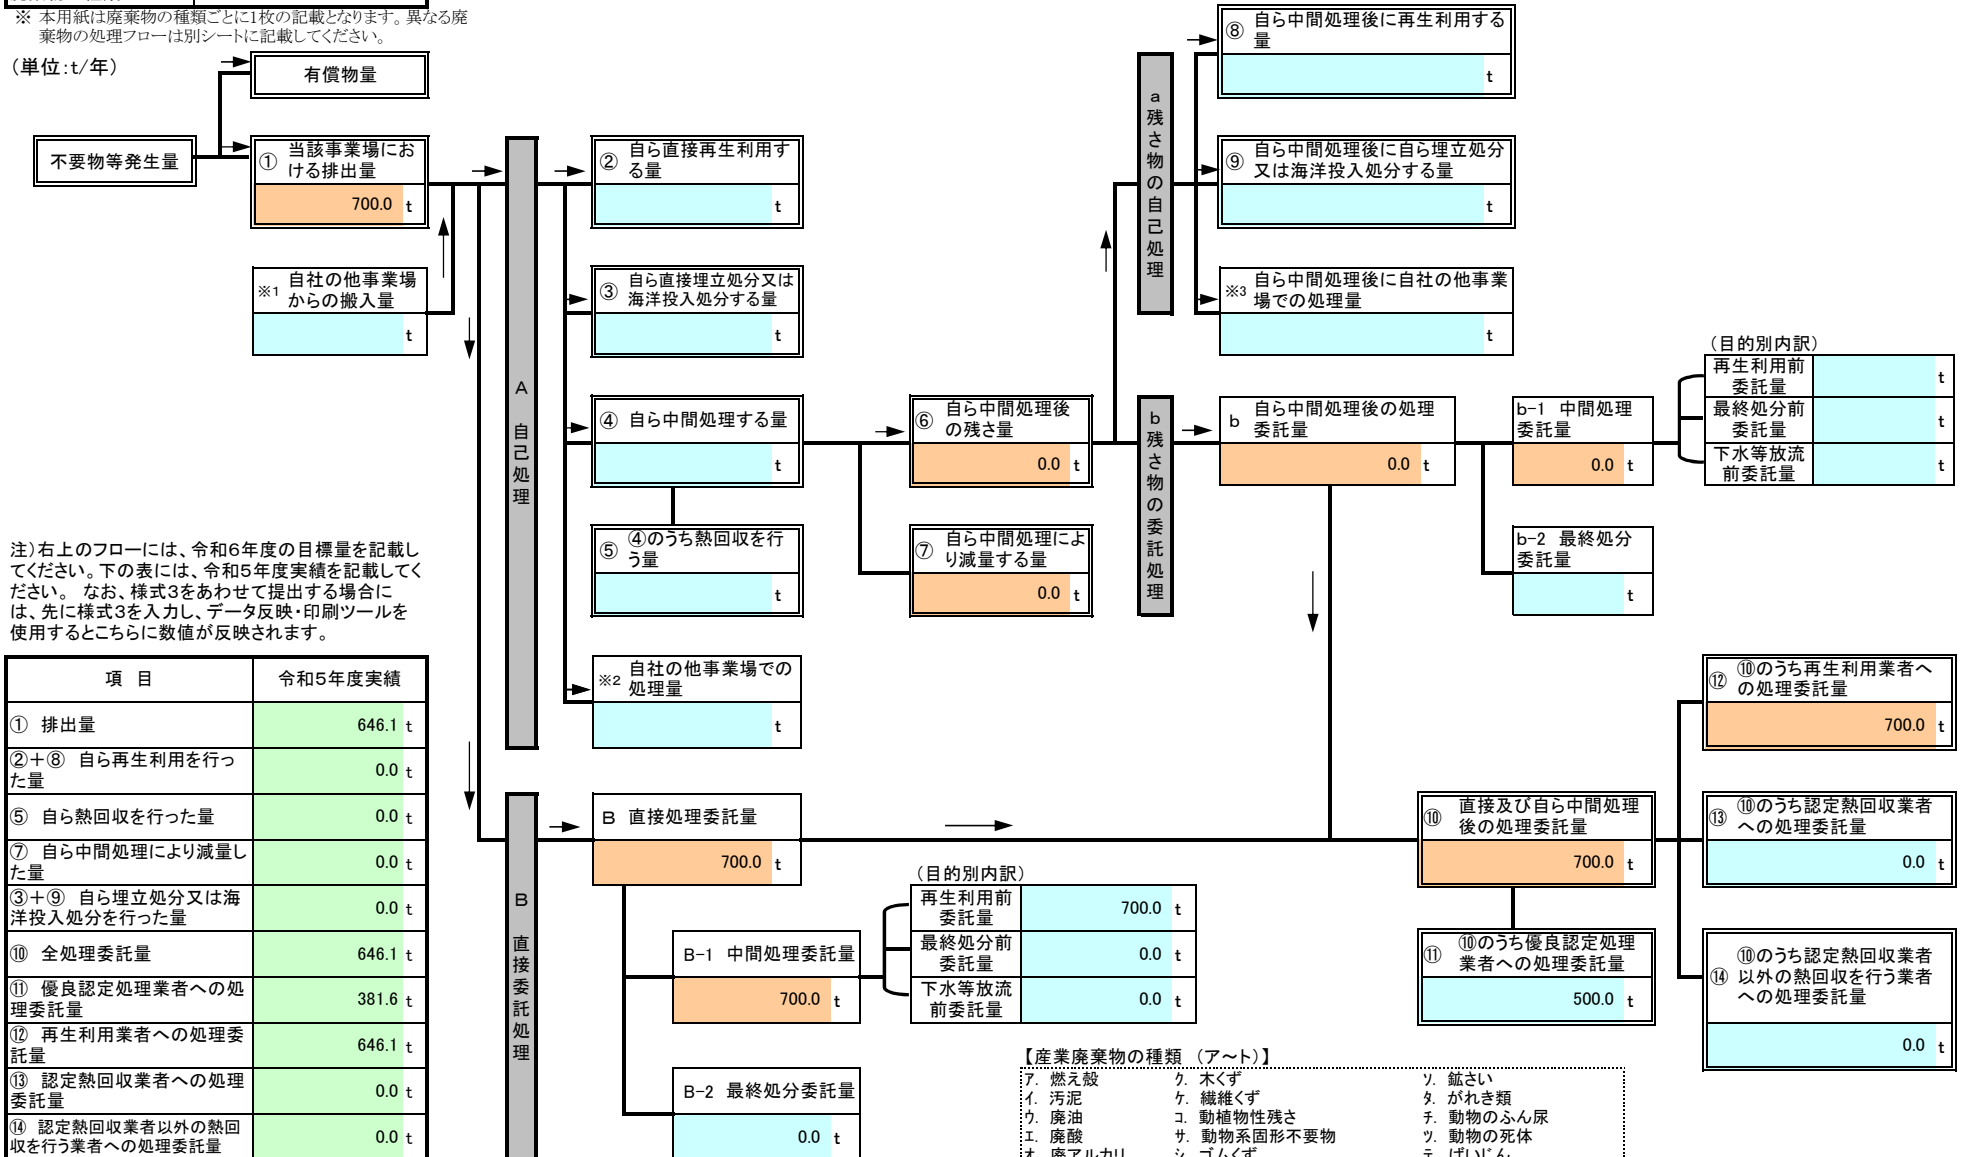 ※ 本用紙は廃棄物の種類ごとに1枚の記載となります。異なる廃
棄物の処理フローは別シートに記載してください。
（単位：t/年）
有償物量
不要物等発生量
① 当該事業場にお
ける排出量
700.0 t
※1 自社の他事業場
からの搬入量
t
A 自己処理
② 自ら直接再生利用す
る量
t
③ 自ら直接埋立処分又は
海洋投入処分する量
t
④ 自ら中間処理する量
t
⑤ ④のうち熱回収を行
う量
t
※2 自社の他事業場での
処理量
t
⑥ 自ら中間処理後
の残さ量
0.0 t
⑦ 自ら中間処理によ
り減量する量
0.0 t
a 残さ物の自己処理
⑧ 自ら中間処理後に再生利用する
量
t
⑨ 自ら中間処理後に自ら埋立処分
又は海洋投入処分する量
t
※3 自ら中間処理後に自社の他事業
場での処理量
t
b 残さ物の委託処理
b 自ら中間処理後の処理
委託量
0.0 t
b-1 中間処理
委託量
0.0 t
b-2 最終処分
委託量
t
（目的別内訳）
再生利用前
委託量
t
最終処分前
委託量
t
下水等放流
前委託量
t
注）右上のフローには、令和６年度の目標量を記載し
てください。下の表には、令和５年度実績を記載してく
ださい。 なお、様式３をあわせて提出する場合に
は、先に様式３を入力し、データ反映・印刷ツールを
使用するとこちらに数値が反映されます。
項 目 令和５年度実績
① 排出量 646.1 t
②＋⑧ 自ら再生利用を行っ
た量
0.0 t
⑤ 自ら熱回収を行った量 0.0 t
⑦ 自ら中間処理により減量し
た量
0.0 t
③＋⑨ 自ら埋立処分又は海
洋投入処分を行った量
0.0 t
⑩ 全処理委託量 646.1 t
⑪ 優良認定処理業者への処
理委託量
381.6 t
⑫ 再生利用業者への処理委
託量
646.1 t
⑬ 認定熱回収業者への処理
委託量
0.0 t
⑭ 認定熱回収業者以外の熱回
収を行う業者への処理委託量
0.0 t
B 直接委託処理
B 直接処理委託量
700.0 t
B-1 中間処理委託量
700.0 t
B-2 最終処分委託量
0.0 t
（目的別内訳）
再生利用前
委託量
700.0 t
最終処分前
委託量
0.0 t
下水等放流
前委託量
0.0 t
⑩ 直接及び自ら中間処理
後の処理委託量
700.0 t
⑪ ⑩のうち優良認定処理
業者への処理委託量
500.0 t
⑫ ⑩のうち再生利用業者へ
の処理委託量
700.0 t
⑬ ⑩のうち認定熱回収業者
への処理委託量
0.0 t
⑭ ⑩のうち認定熱回収業者
以外の熱回収を行う業者
への処理委託量
0.0 t
【産業廃棄物の種類 （ア～ト）】
ア. 燃え殻 ク. 木くず ソ. 鉱さい
イ. 汚泥 ケ. 繊維くず タ. がれき類
ウ. 廃油 コ. 動植物性残さ チ. 動物のふん尿
エ. 廃酸 サ. 動物系固形不要物 ツ. 動物の死体
オ. 廃アルカリ シ. ゴムくず テ. ばいじん